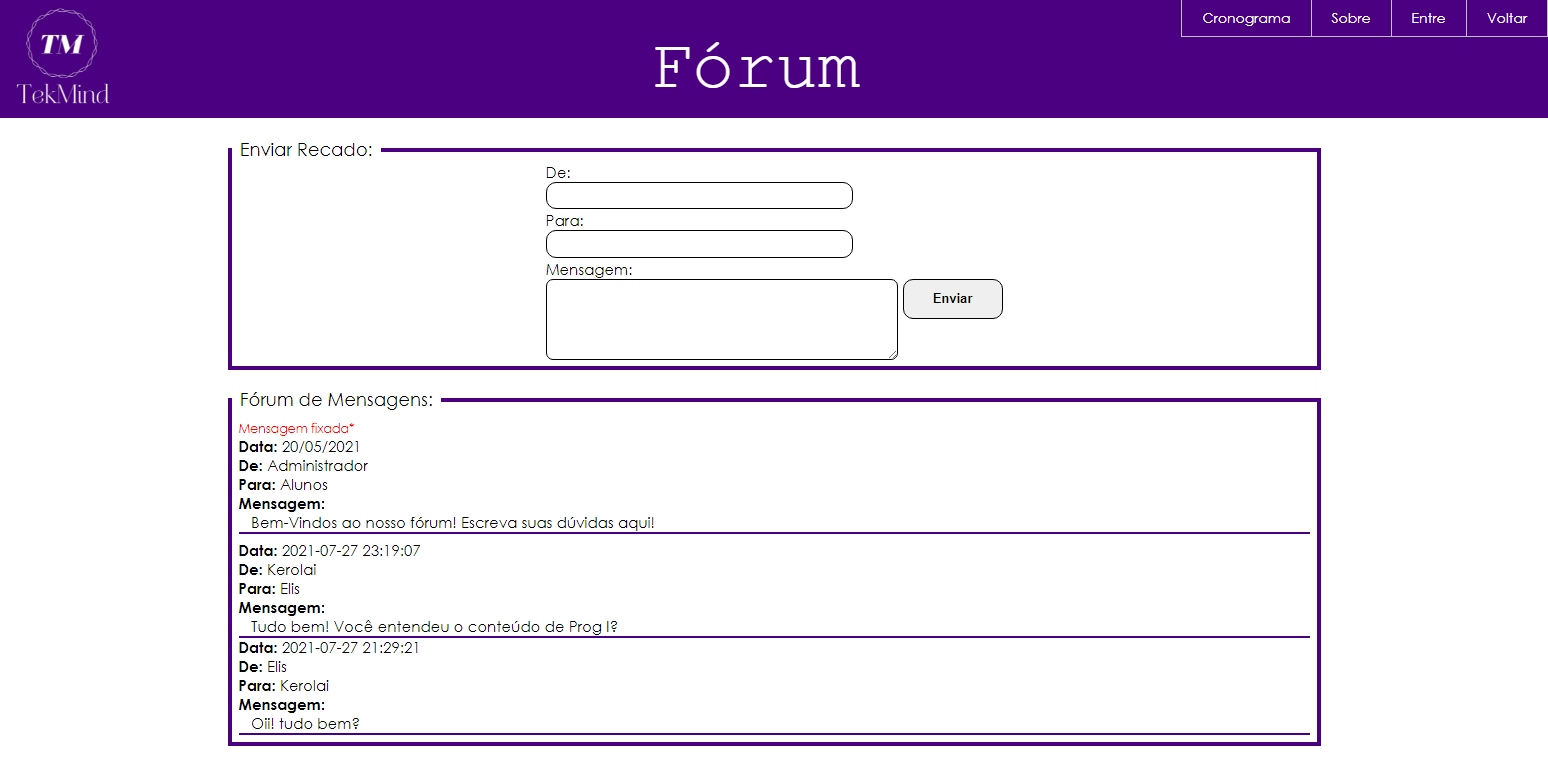 TM
TekMind
Cronograma Sobre Entre Voltar
Fórum
Enviar Recado:
De:
Para:
Mensagem:
Enviar
Fórum de Mensagens:
Mensagem fixada*
Data: 20/05/2021
De: Administrador
Para: Alunos
Mensagem:
Bem-Vindos ao nosso fórum! Escreva suas dúvidas aqui!
Data: 2021-07-27 23:19:07
De: Kerolai
Para: Elis
Mensagem:
Tudo bem! Você entendeu o conteúdo de Prog I?
Data: 2021-07-27 21:29:21
De: Elis
Para: Kerolai
Mensagem:
Oii! tudo bem?